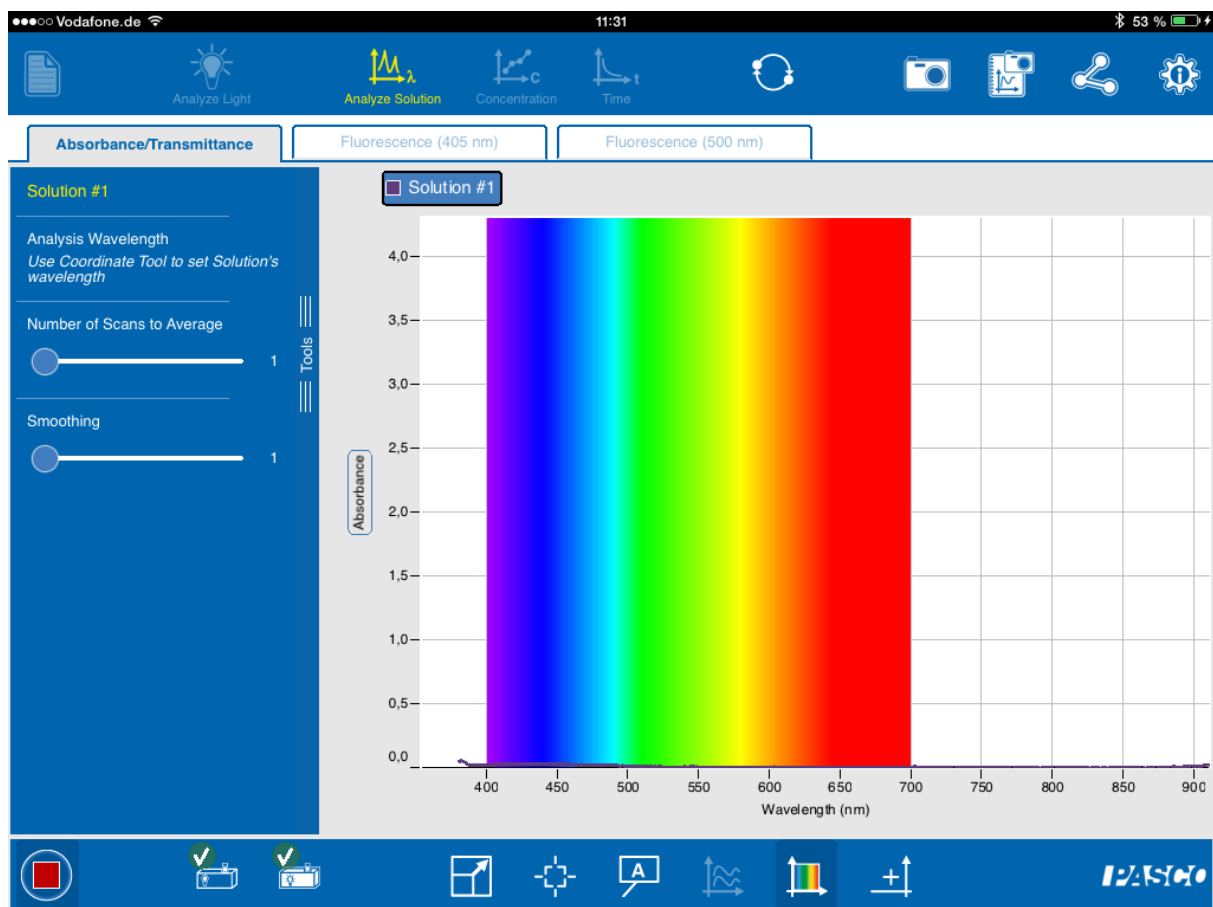 Vodafone.de 11:31 53 %
Analyze Light
λ
Analyze Solution
c
Concentration
t
Time
Absorbance/Transmittance
Fluorescence (405 nm)
Fluorescence (500 nm)
Solution #1
Analysis Wavelength
Use Coordinate Tool to set Solution's
wavelength
Number of Scans to Average
1
Smoothing
1
Tools
Solution #1
Absorbance
4,0
3,5
3,0
2,5
2,0
1,5
1,0
0,5
0,0
400 450 500 550 600 650 700 750 800 850 900
Wavelength (nm)
A
PASCO